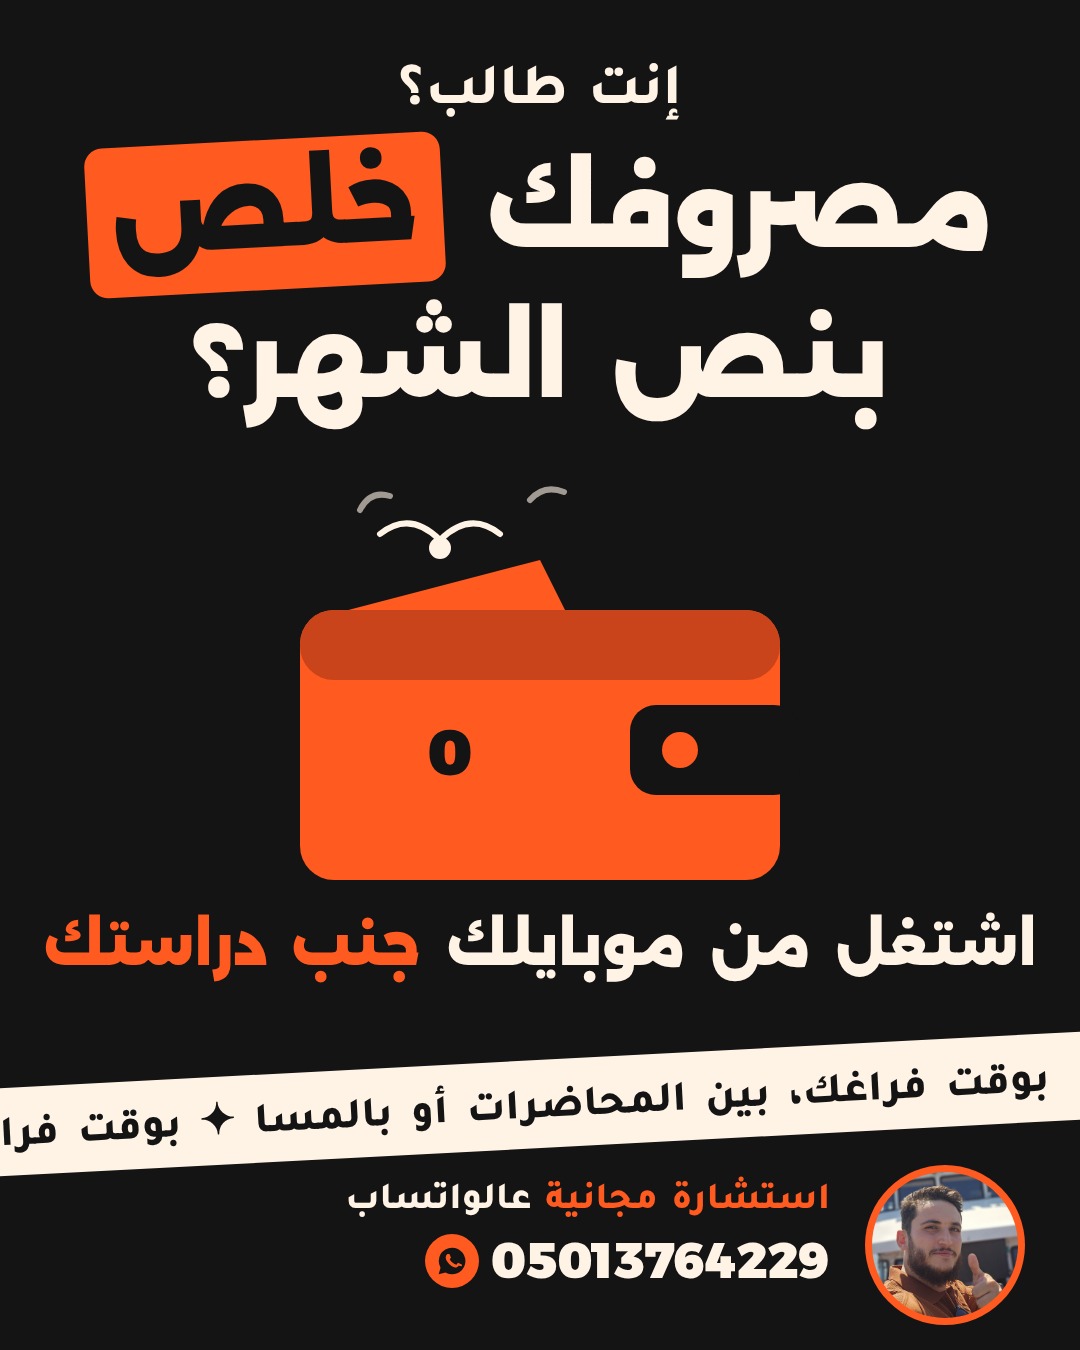 إنت طالب؟
مصروفك خلص
بنص الشهر؟
0
اشتغل من موبايلك جنب دراستك
بوقت فراغك، بين المحاضرات أو بالمسا ✦ بوقت فرا
استشارة مجانية عالواتساب
05013764229